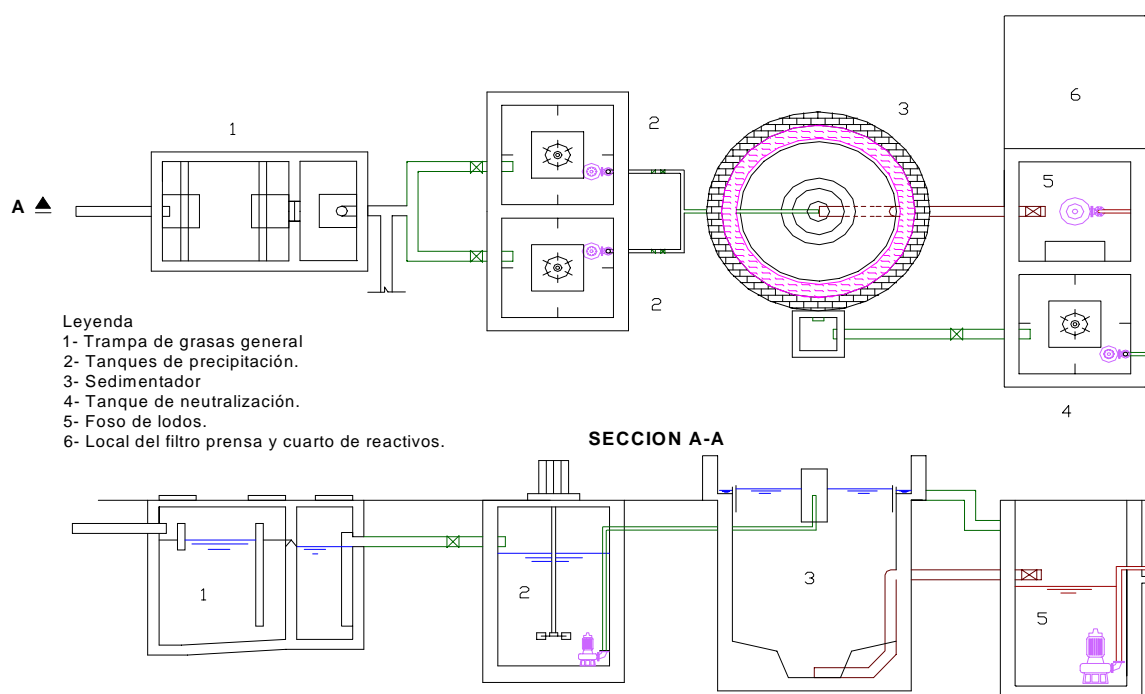 1
2
3
6
5
A
2
Leyenda
1- Trampa de grasas general
2- Tanques de precipitación.
3- Sedimentador
4- Tanque de neutralización.
5- Foso de lodos.
6- Local del filtro prensa y cuarto de reactivos.
4
SECCION A-A
1
2
3
5